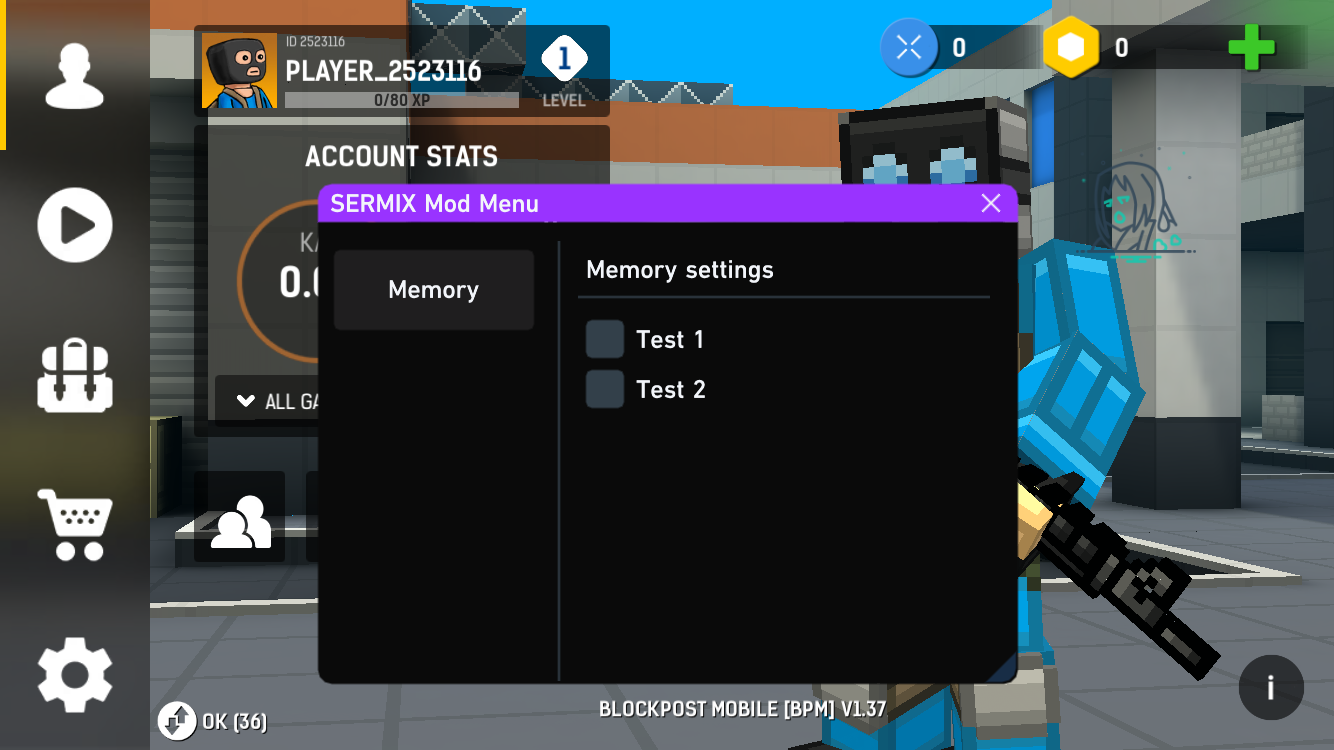 ID 2523116
PLAYER_2523116
0/80 XP
1
LEVEL
0
0
ACCOUNT STATS
SERMIX Mod Menu
Memory
Memory settings
Test 1
Test 2
ALL
OK (36)
BLOCKPOST MOBILE [BPM] V1.37
i